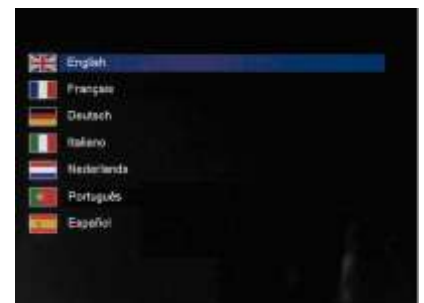 English
Français
Deutsch
Italiano
Nederlands
Português
Español